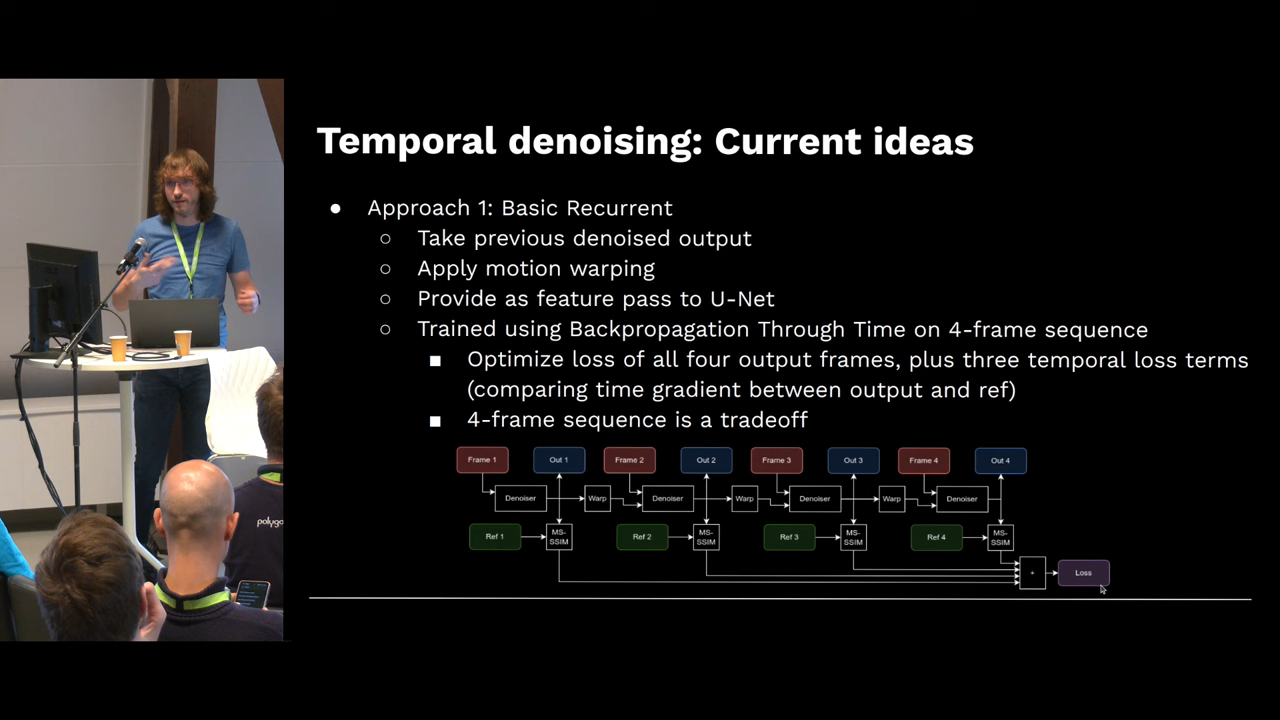 Temporal denoising: Current ideas
● Approach 1: Basic Recurrent
○ Take previous denoised output
○ Apply motion warping
○ Provide as feature pass to U-Net
○ Trained using Backpropagation Through Time on 4-frame sequence
■ Optimize loss of all four output frames, plus three temporal loss terms
(comparing time gradient between output and ref)
■ 4-frame sequence is a tradeoff
Frame 1 Out 1 Frame 2 Out 2 Frame 3 Out 3 Frame 4 Out 4
Denoiser Warp Denoiser Warp Denoiser Warp Denoiser
Ref 1 MS-SSIM Ref 2 MS-SSIM Ref 3 MS-SSIM Ref 4 MS-SSIM
+ Loss
polygo